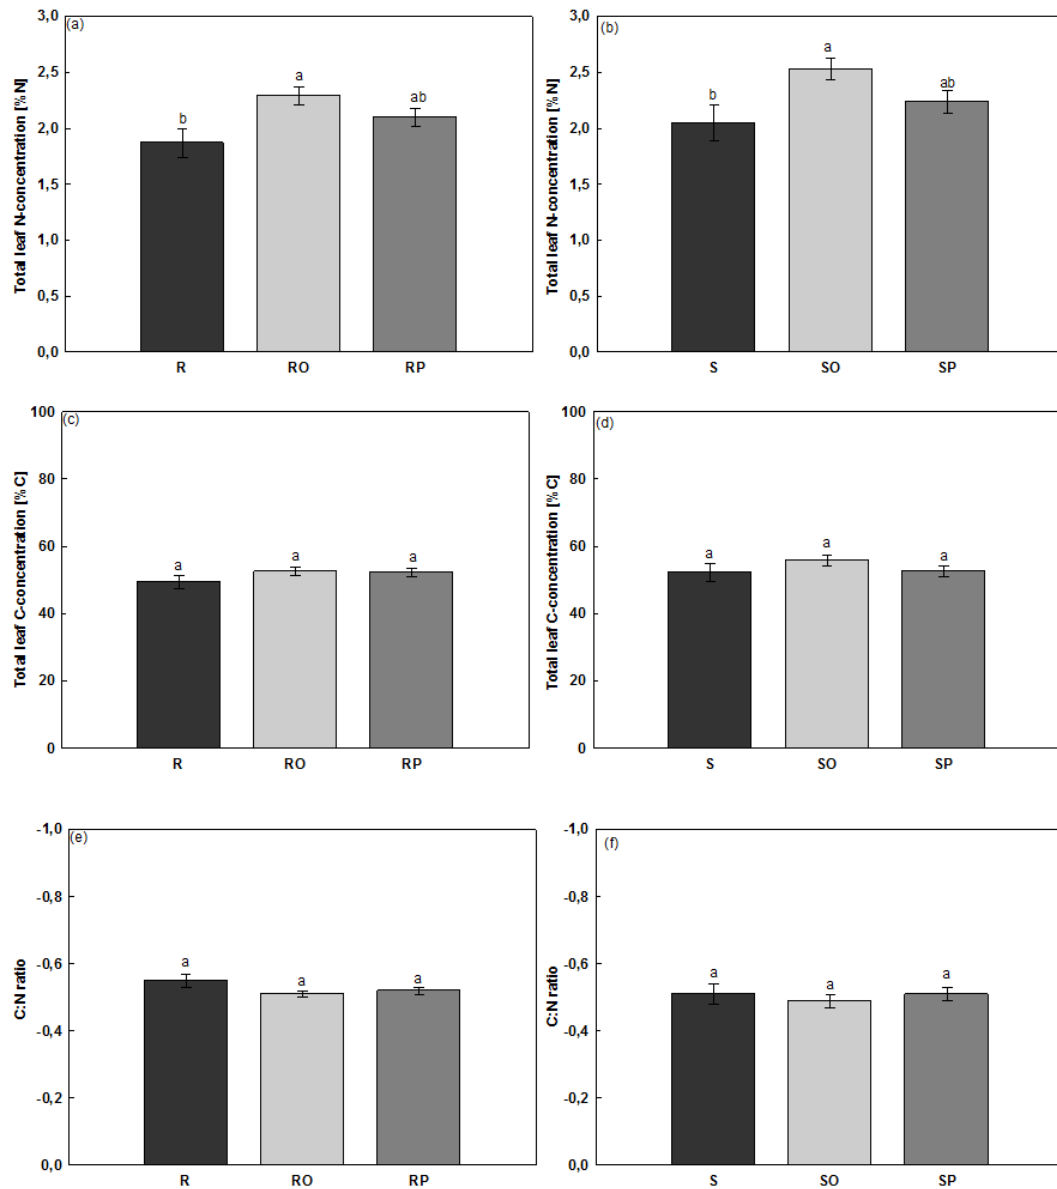 (a)
Total leaf N-concentration [%N]
3,0
2,5
2,0
1,5
1,0
0,5
0,0
b
a
ab
R RO RP
(b)
Total leaf N-concentration [%N]
3,0
2,5
2,0
1,5
1,0
0,5
0,0
b
a
ab
S SO SP
(c)
Total leaf C-concentration [%C]
100
80
60
40
20
0
a
a
a
R RO RP
(d)
Total leaf C-concentration [%C]
100
80
60
40
20
0
a
a
a
S SO SP
(e)
C:N ratio
-1,0
-0,8
-0,6
-0,4
-0,2
0,0
a
a
a
R RO RP
(f)
C:N ratio
-1,0
-0,8
-0,6
-0,4
-0,2
0,0
a
a
a
S SO SP